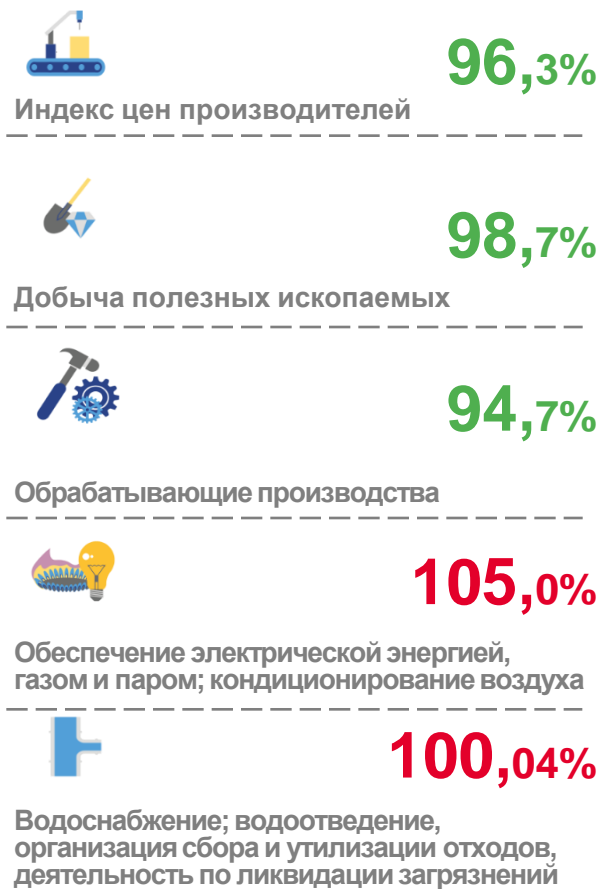 96,3%
Индекс цен производителей
98,7%
Добыча полезных ископаемых
94,7%
Обрабатывающие производства
105,0%
Обеспечение электрической энергией,
газом и паром; кондиционирование воздуха
100,04%
Водоснабжение; водоотведение,
организация сбора и утилизации отходов,
деятельность по ликвидации загрязнений